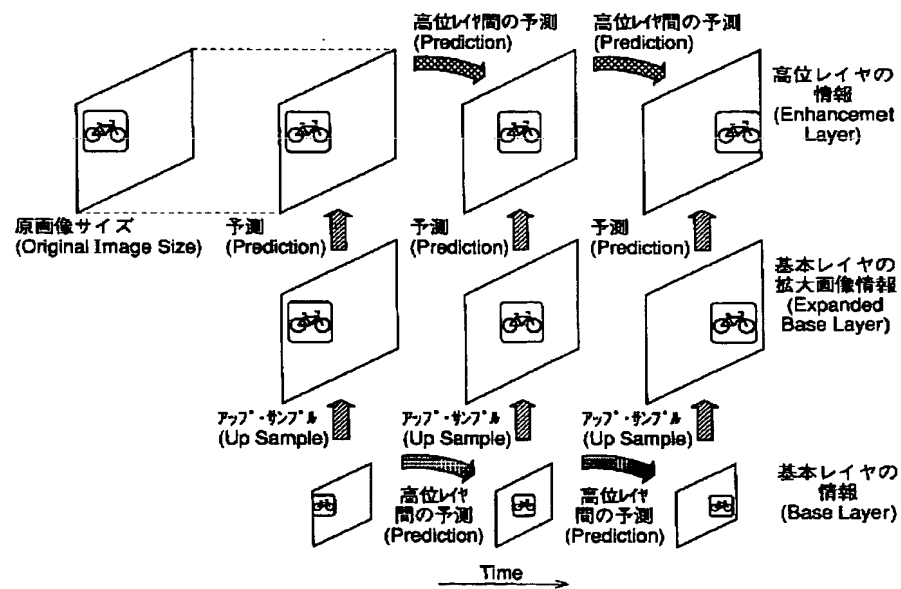 高位ﾚｲﾔ間の予測
(Prediction)
高位ﾚｲﾔ間の予測
(Prediction)
高位レイヤの
情報
(Enhancemet
Layer)
原画像サイズ
(Original Image Size)
予測
(Prediction)
予測
(Prediction)
予測
(Prediction)
基本レイヤの
拡大画像情報
(Expanded
Base Layer)
ｱｯﾌﾟ･ｻﾝﾌﾟﾙ
(Up Sample)
ｱｯﾌﾟ･ｻﾝﾌﾟﾙ
(Up Sample)
ｱｯﾌﾟ･ｻﾝﾌﾟﾙ
(Up Sample)
高位ﾚｲﾔ
間の予測
(Prediction)
高位ﾚｲﾔ
間の予測
(Prediction)
基本レイヤの
情報
(Base Layer)
Time